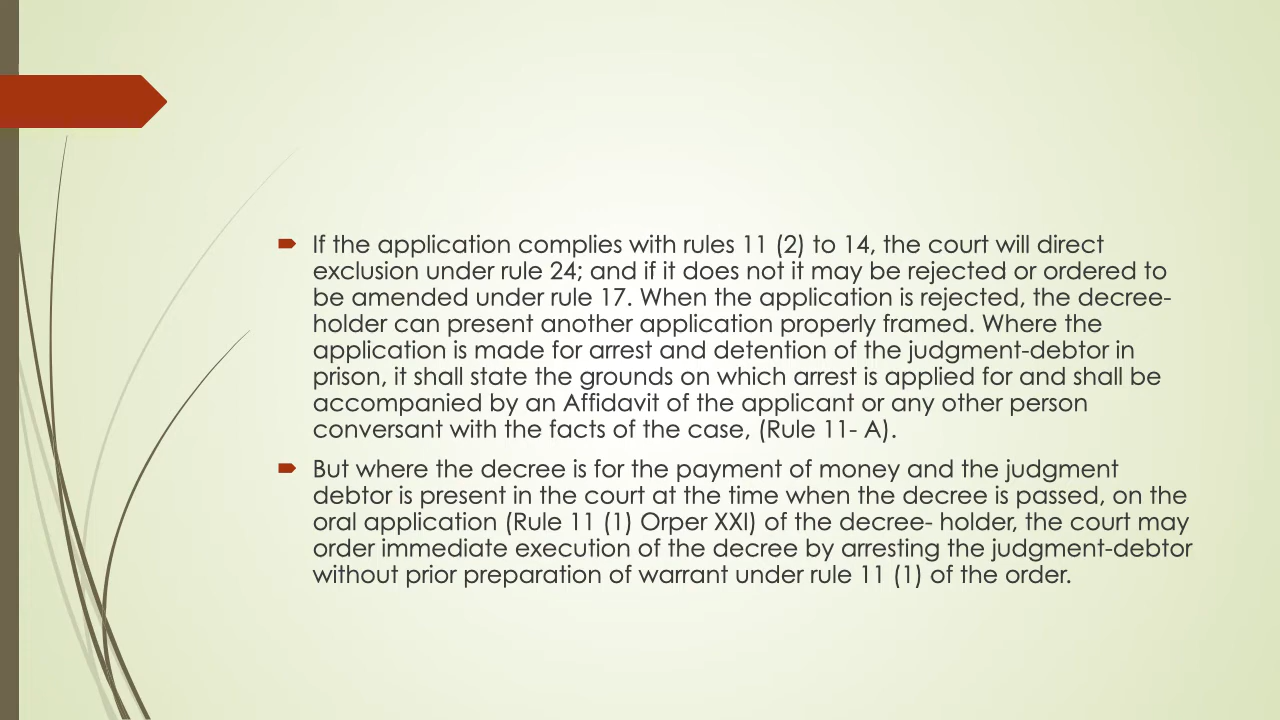 If the application complies with rules 11 (2) to 14, the court will direct
exclusion under rule 24; and if it does not it may be rejected or ordered to
be amended under rule 17. When the application is rejected, the decree-
holder can present another application properly framed. Where the
application is made for arrest and detention of the judgment-debtor in
prison, it shall state the grounds on which arrest is applied for and shall be
accompanied by an Affidavit of the applicant or any other person
conversant with the facts of the case, (Rule 11- A).
But where the decree is for the payment of money and the judgment
debtor is present in the court at the time when the decree is passed, on the
oral application (Rule 11 (1) Orper XXI) of the decree- holder, the court may
order immediate execution of the decree by arresting the judgment-debtor
without prior preparation of warrant under rule 11 (1) of the order.